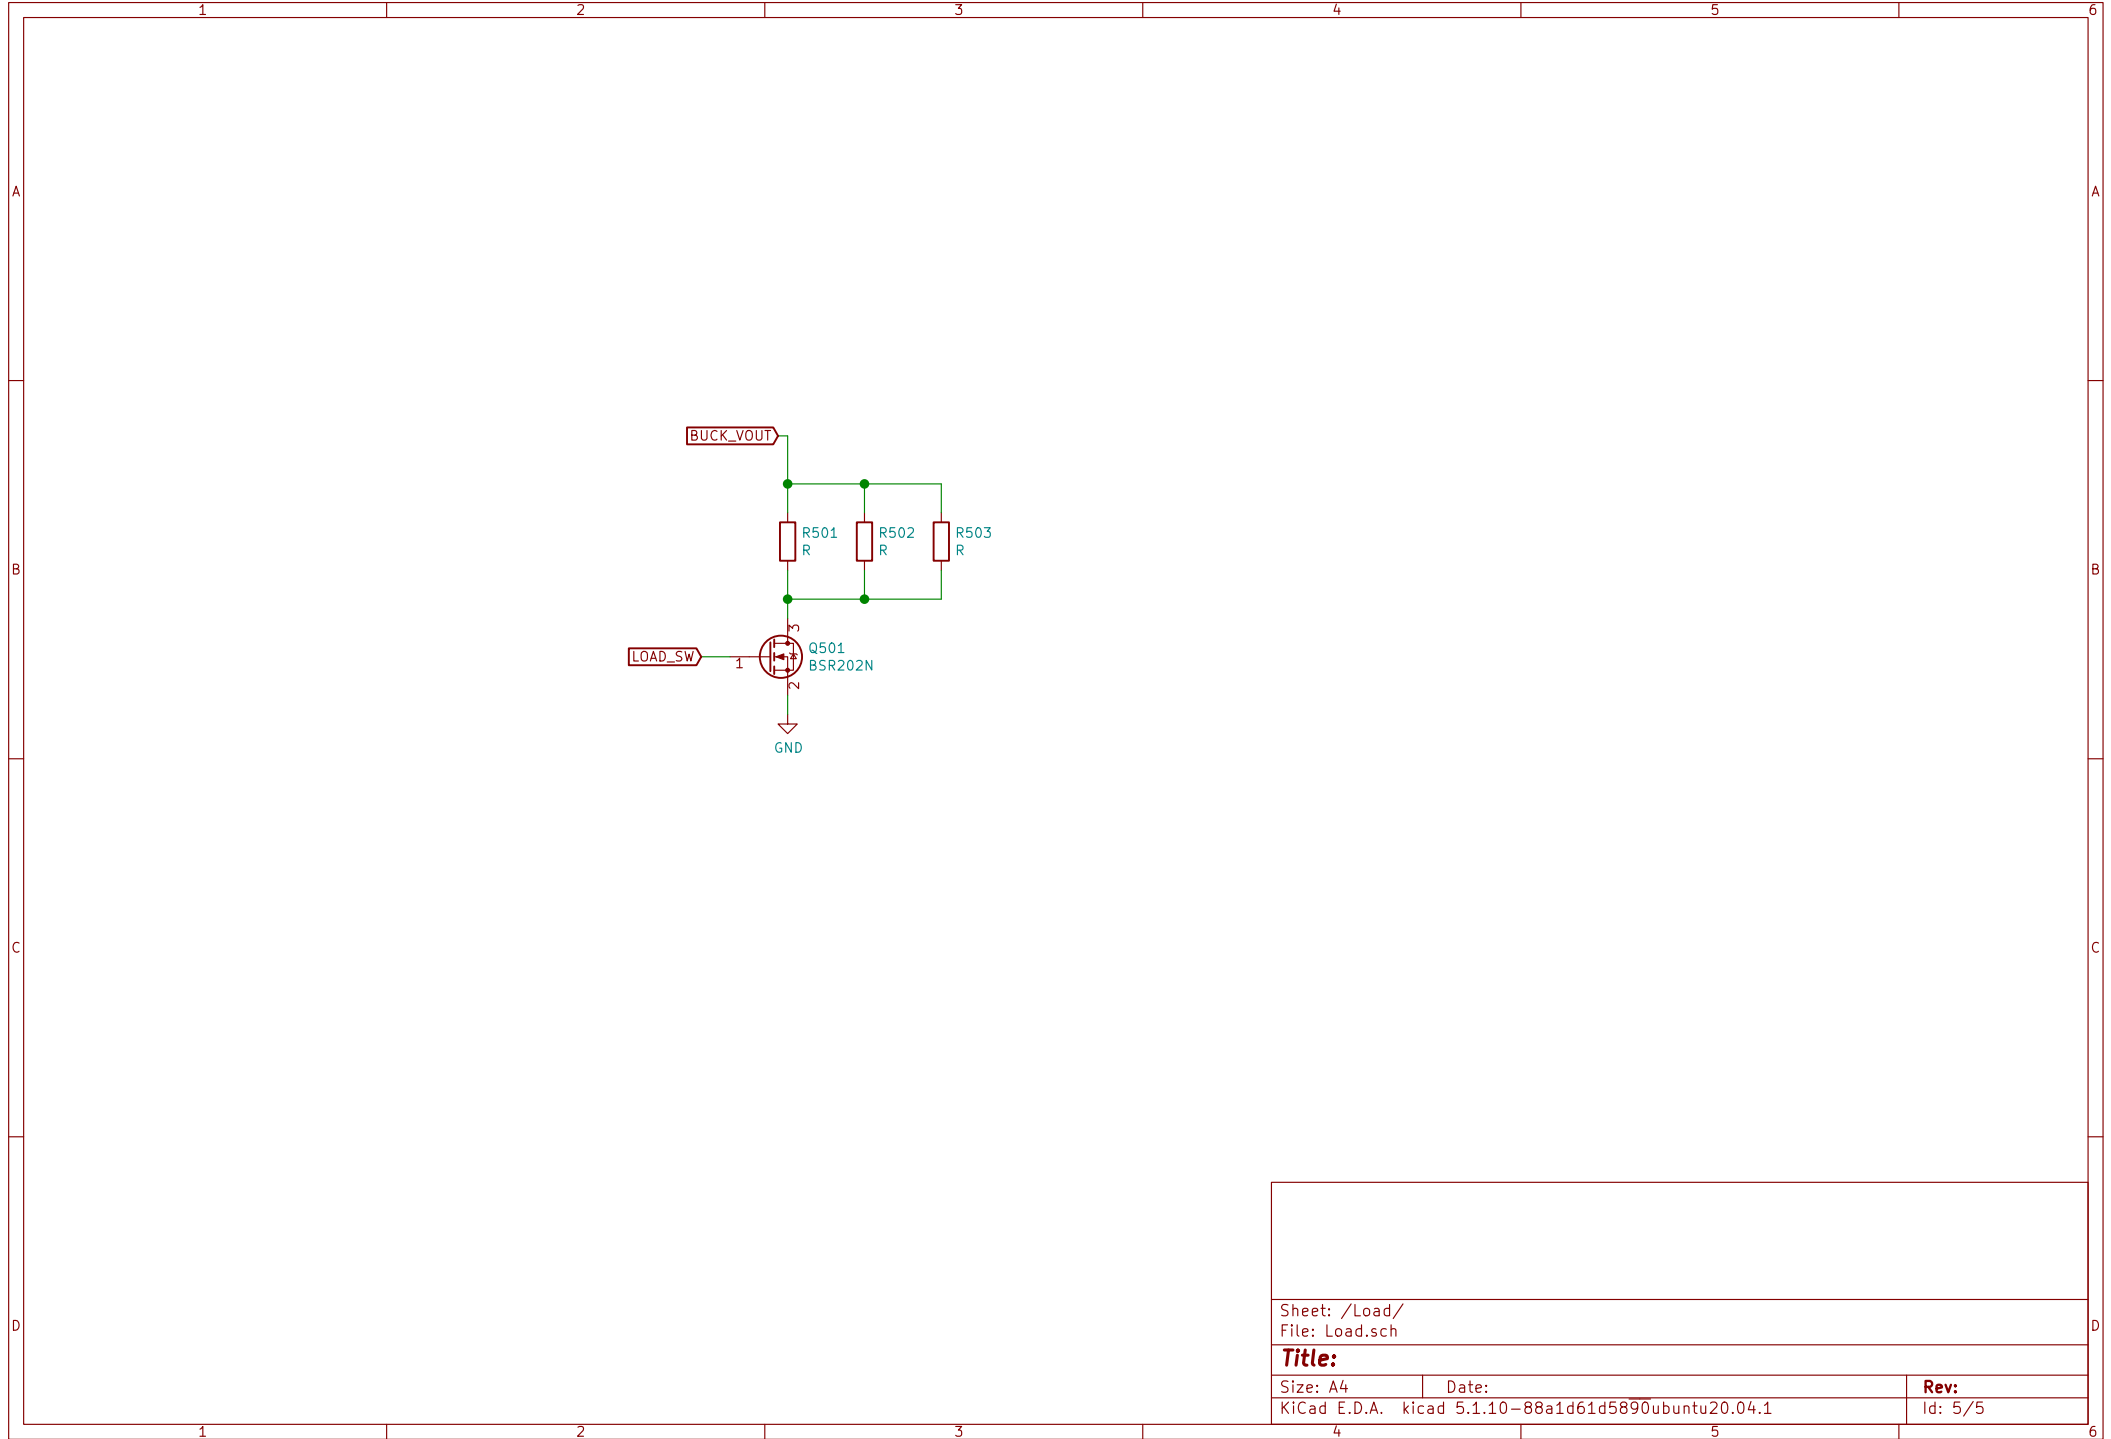 1 2 3 4 5 6
A A
BUCK_VOUT
R501 R502 R503
R R R
B B
3
Q501
LOAD_SW 1 BSR202N
2
GND
C C
Sheet: /Load/
File: Load.sch
D D
Title:
Size: A4 Date: Rev:
KiCad E.D.A. kicad 5.1.10-88a1d61d5890ubuntu20.04.1 Id: 5/5
1 2 3 4 5 6